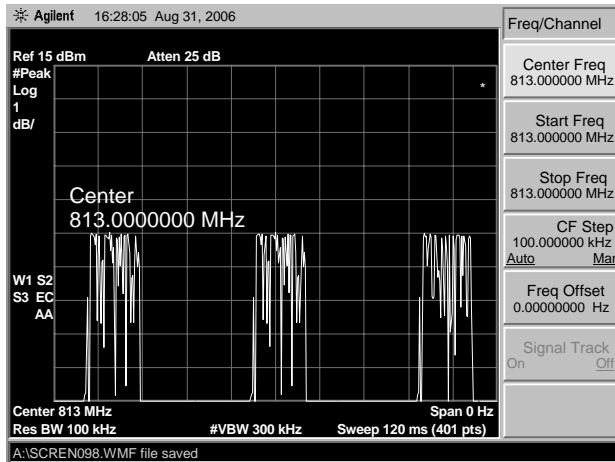 Agilent 16:28:05 Aug 31, 2006
Freq/Channel
Ref 15 dBm Atten 25 dB
#Peak
Log
1
dB/
*
Center
813.0000000 MHz
W1 S2
S3 EC
AA
Center 813 MHz Span 0 Hz
Res BW 100 kHz #VBW 300 kHz Sweep 120 ms (401 pts)
A:\SCREN098.WMF file saved
Center Freq
813.000000 MHz
Start Freq
813.000000 MHz
Stop Freq
813.000000 MHz
CF Step
100.000000 kHz
Auto Man
Freq Offset
0.00000000 Hz
Signal Track
On Off